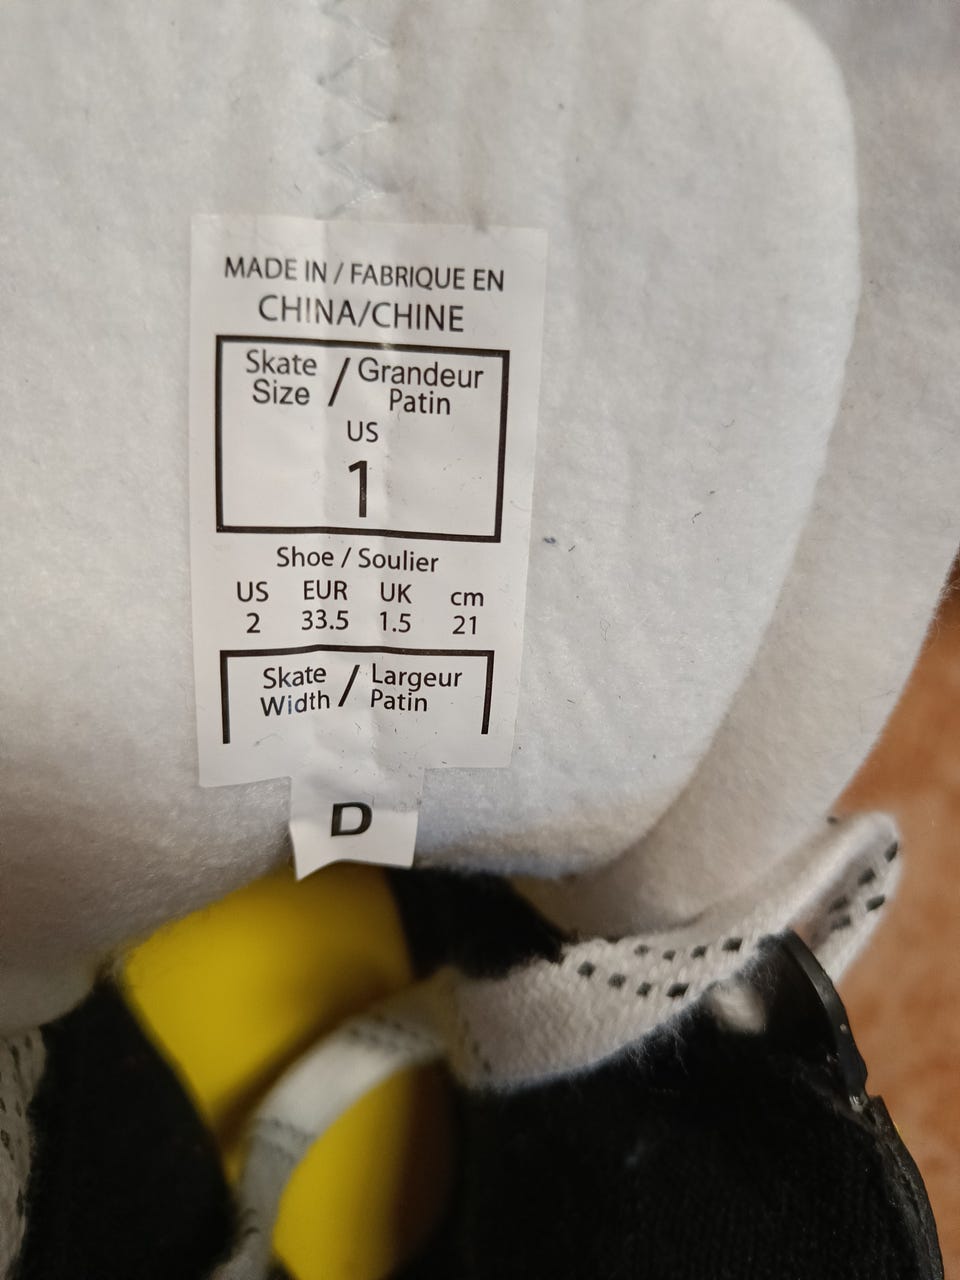 MADE IN / FABRIQUE EN
CHINA/CHINE
Skate Size / Grandeur Patin
US
1
Shoe / Soulier
US EUR UK cm
2 33.5 1.5 21
Skate Width / Largeur Patin
D